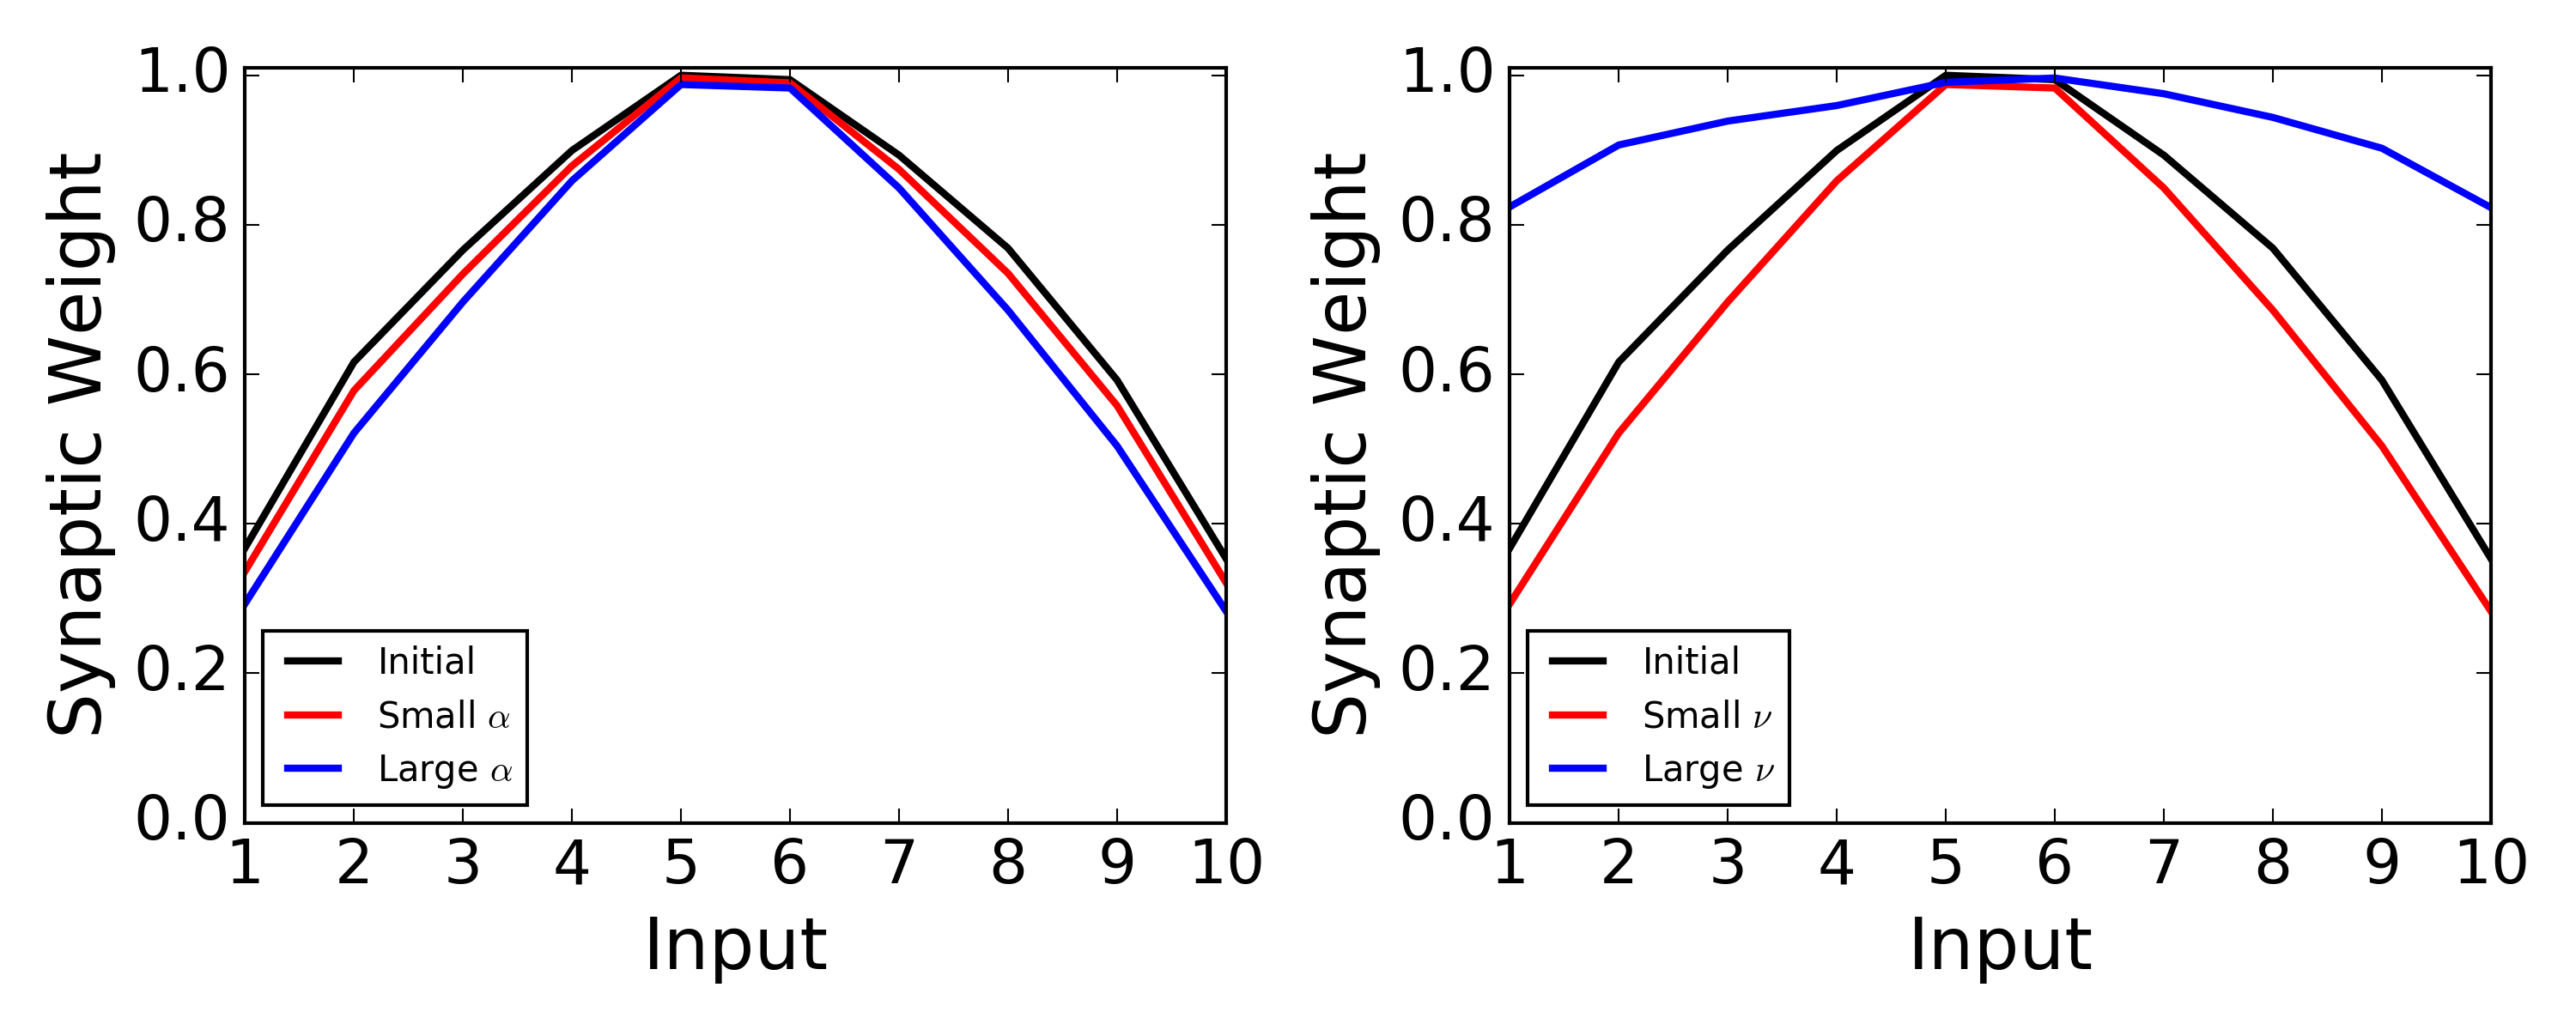 Synaptic Weight
1.0
0.8
0.6
0.4
0.2
0.0
Initial
Small α
Large α
1 2 3 4 5 6 7 8 9 10
Input
Synaptic Weight
1.0
0.8
0.6
0.4
0.2
0.0
Initial
Small ν
Large ν
1 2 3 4 5 6 7 8 9 10
Input